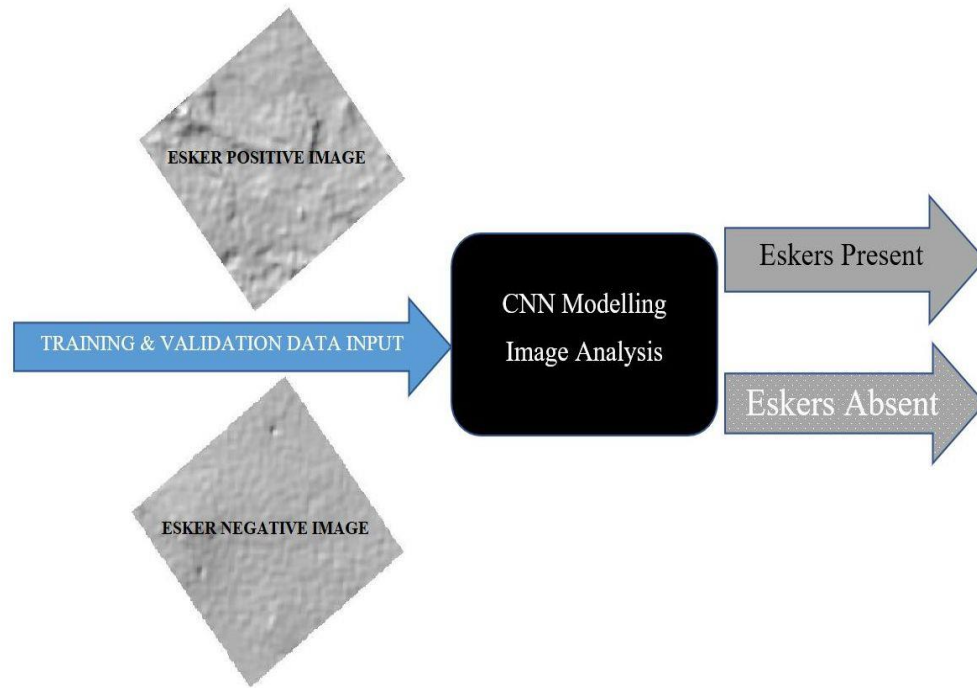 ESKER POSITIVE IMAGE
TRAINING & VALIDATION DATA INPUT
ESKER NEGATIVE IMAGE
CNN Modelling
Image Analysis
Eskers Present
Eskers Absent